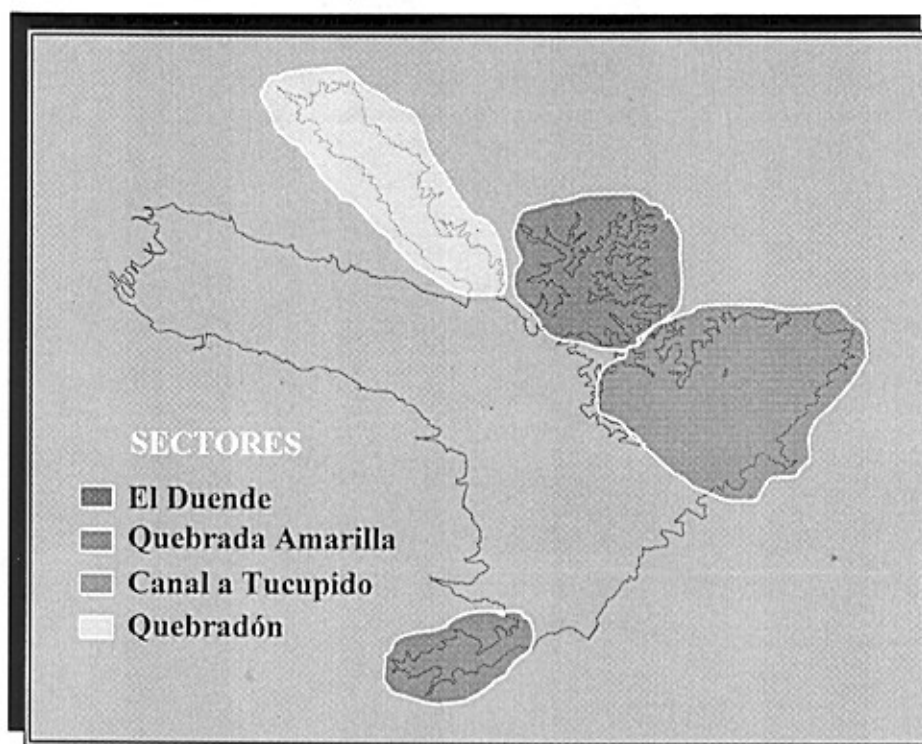 SECTORES
El Duende
Quebrada Amarilla
Canal a Tucupido
Quebradón